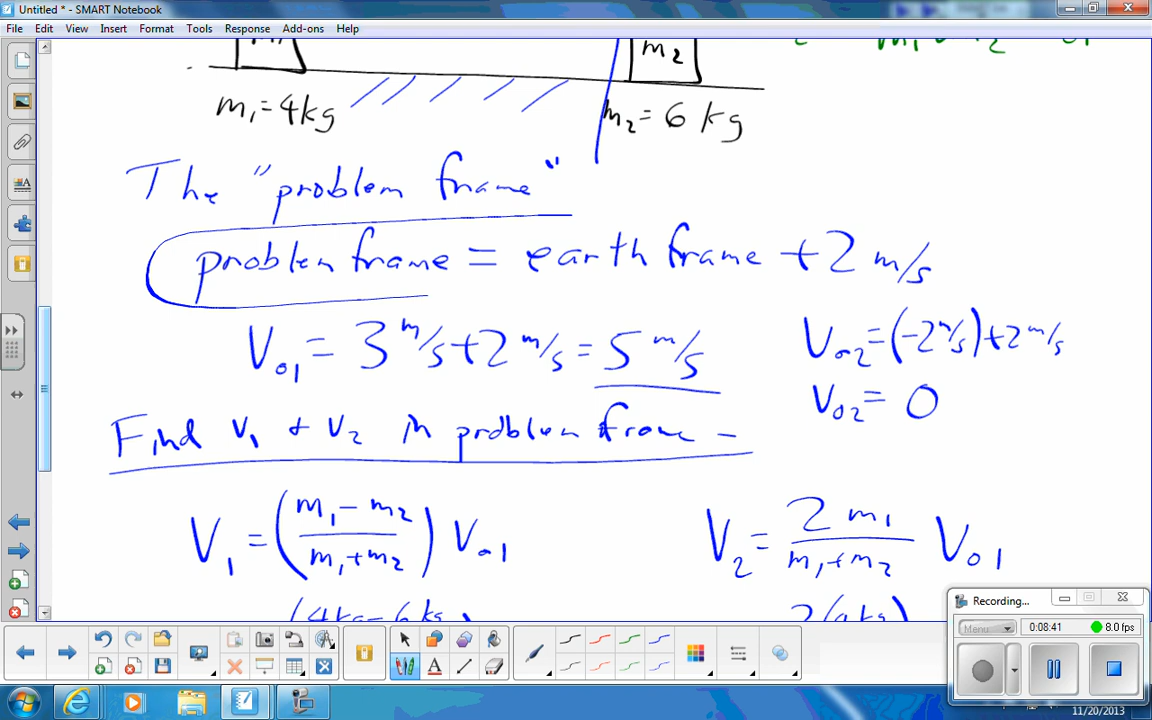 Untitled * - SMART Notebook
File Edit View Insert Format Tools Response Help
m₂
m₁ = 4kg
m₂ = 6 kg
The "problem frame"
problem frame = earth frame + 2 m/s
V₀₁ = 3 m/s + 2 m/s = 5 m/s
V₀₂ = (-2 m/s) + 2 m/s
V₀₂ = 0
Find v₁ + v₂ in problem frame -
V₁ = ((m₁ - m₂)/(m₁ + m₂)) V₀₁
V₂ = (2 m₁)/(m₁ + m₂) V₀₁
Recording...
Menu
0:08:41
8.0 fps
A
11/20/2013